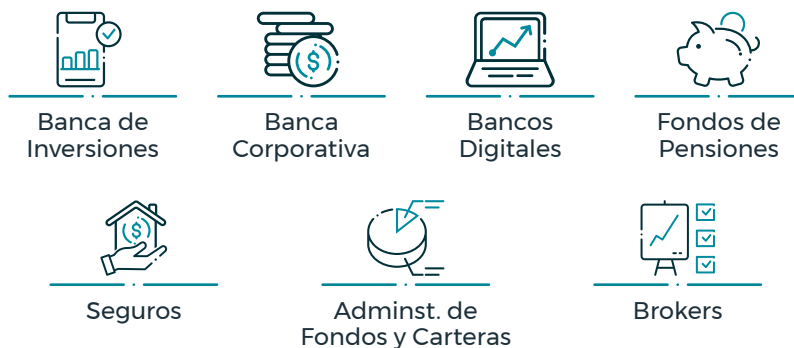 Banca de
Inversiones
Banca
Corporativa
Bancos
Digitales
Fondos de
Pensiones
$
Seguros
Adminst. de
Fondos y Carteras
Brokers
$